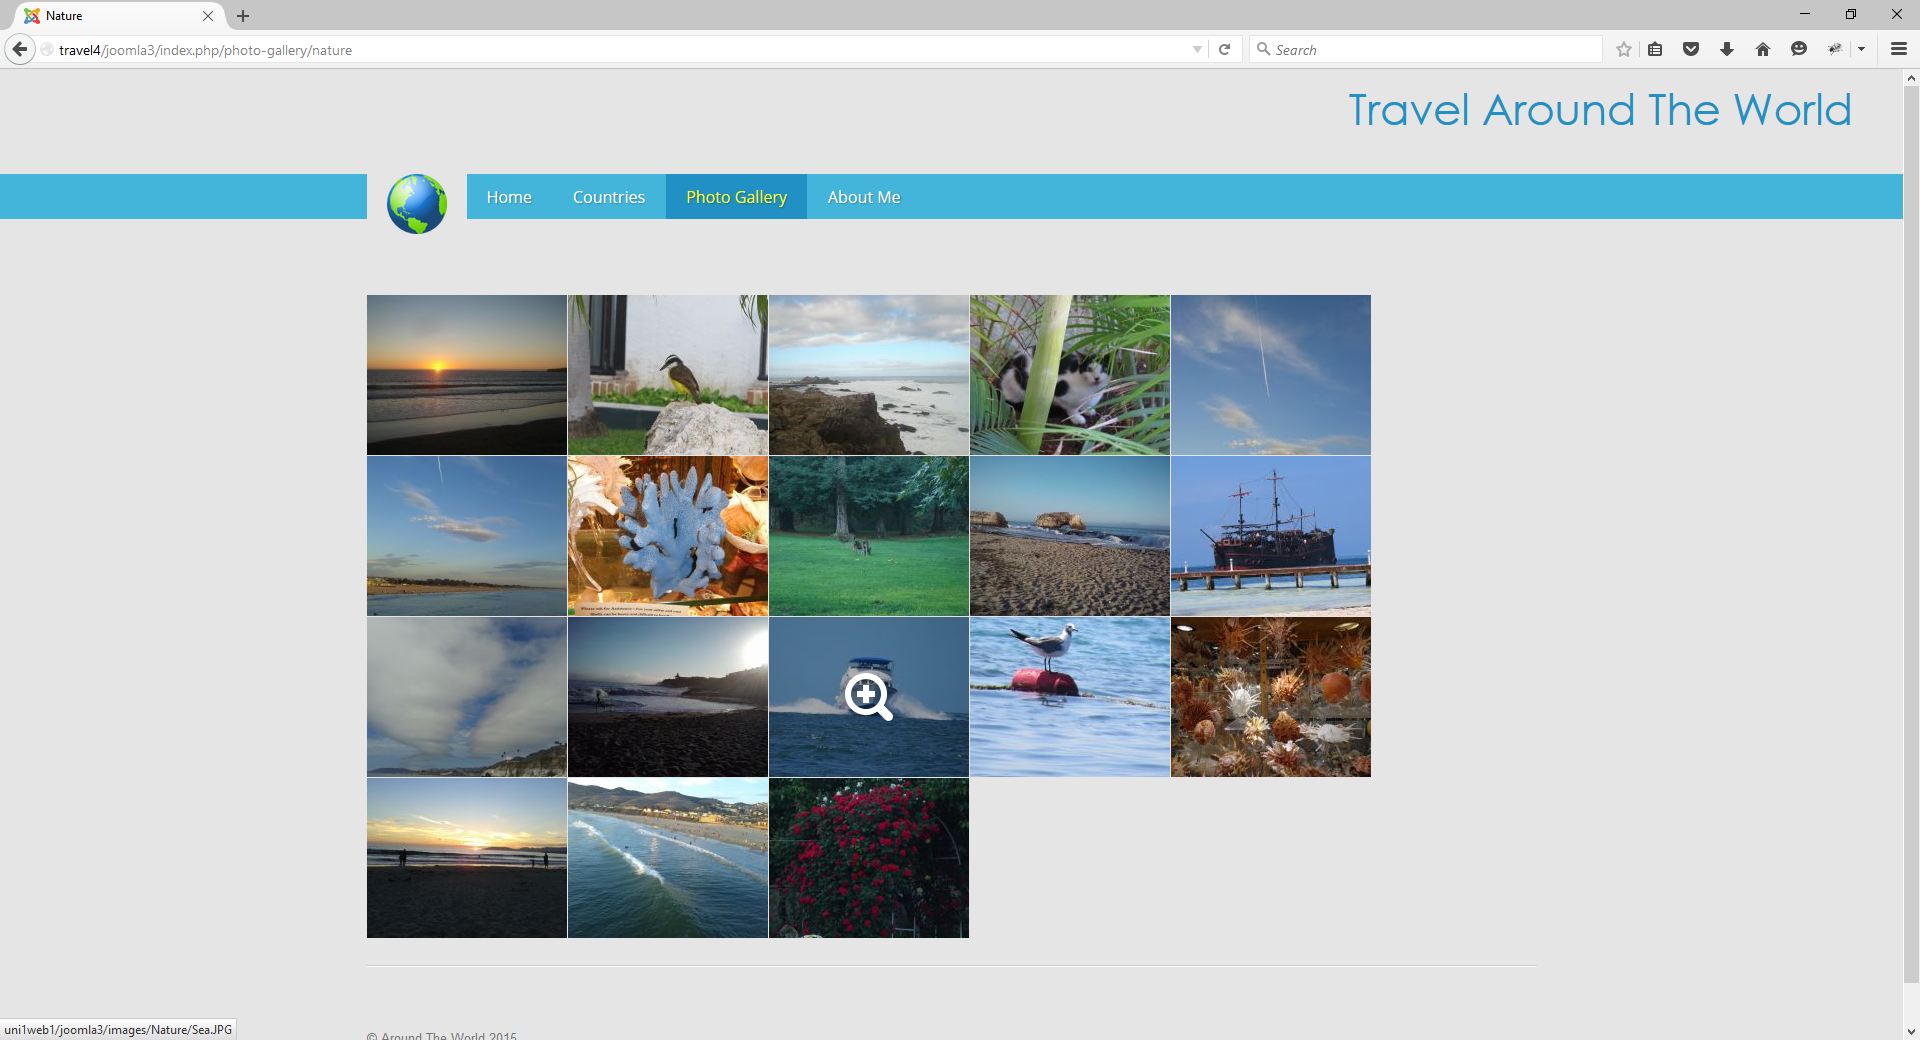 Nature
travel4/joomla3/index.php/photo-gallery/nature
Search
Travel Around The World
Home
Countries
Photo Gallery
About Me
uni1web1/joomla3/images/Nature/Sea.JPG
© Around The World 2015